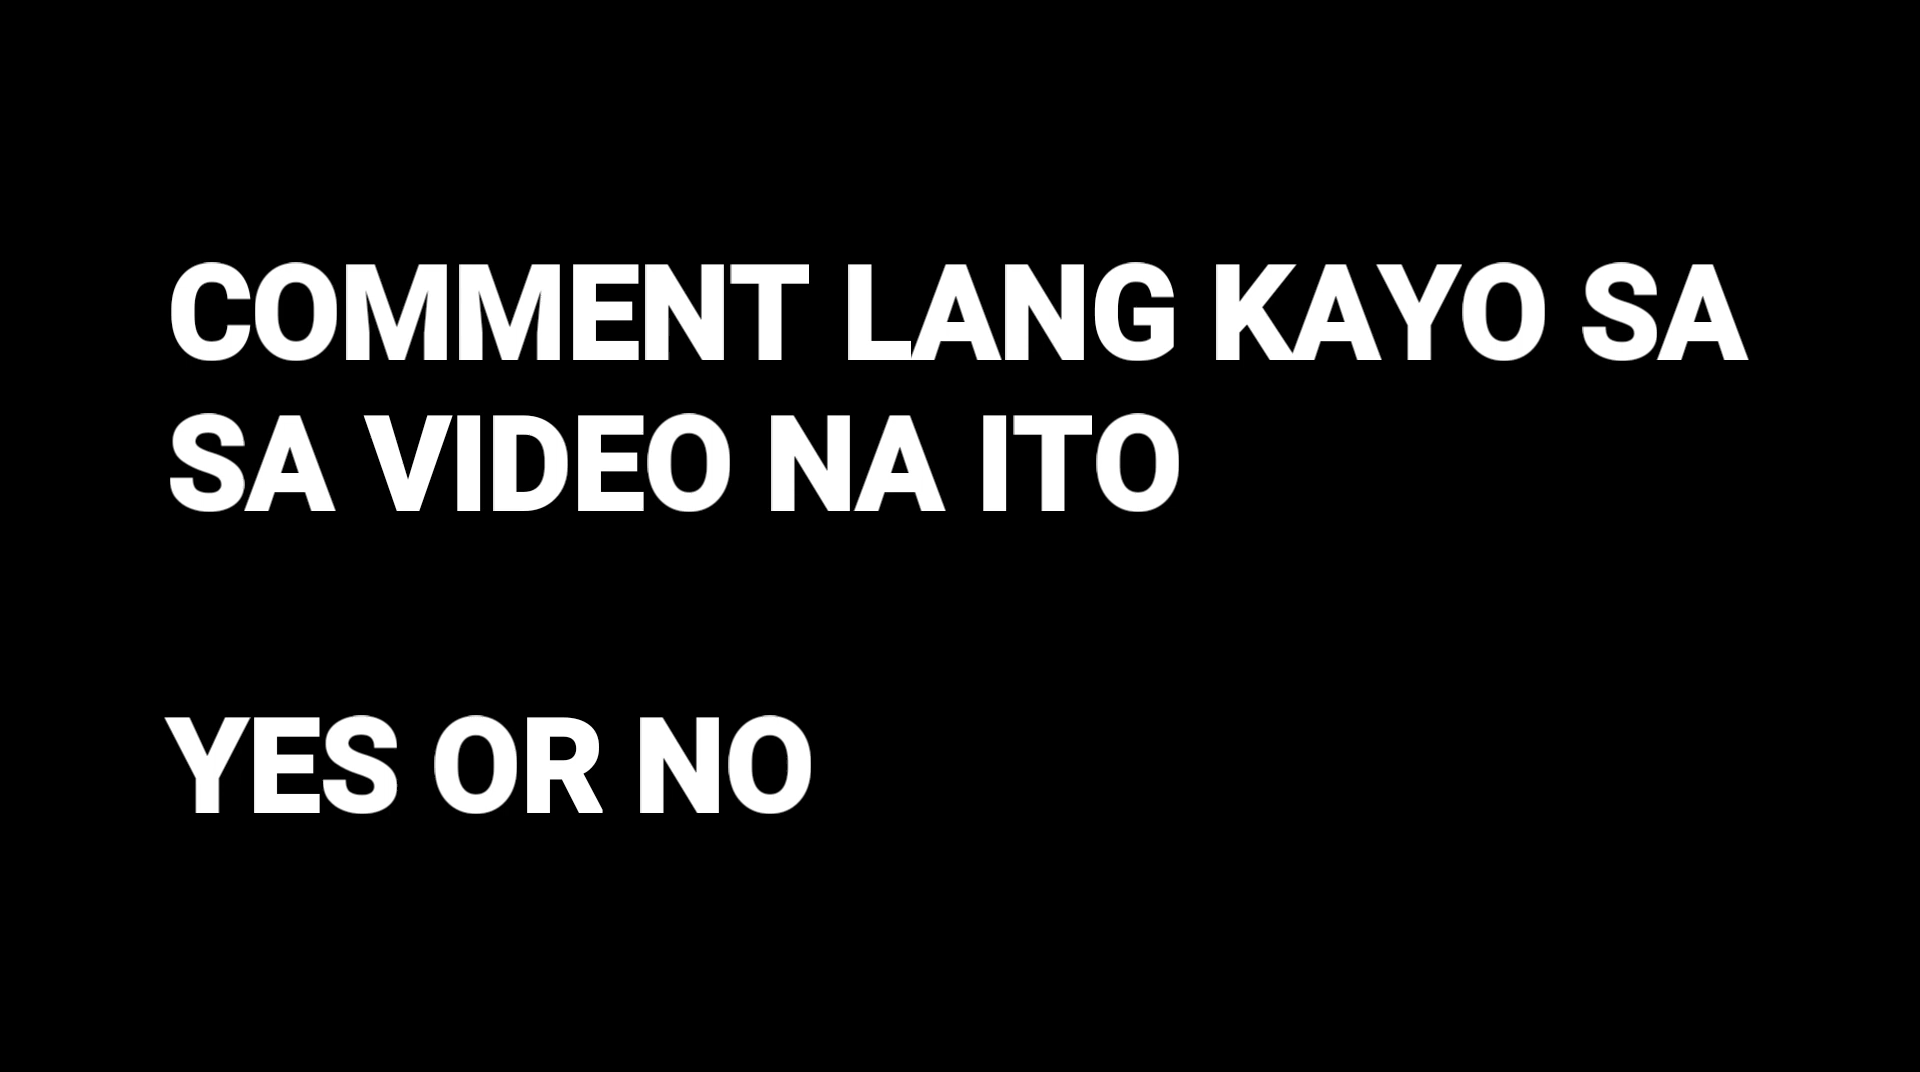 COMMENT LANG KAYO SA
SA VIDEO NA ITO
YES OR NO